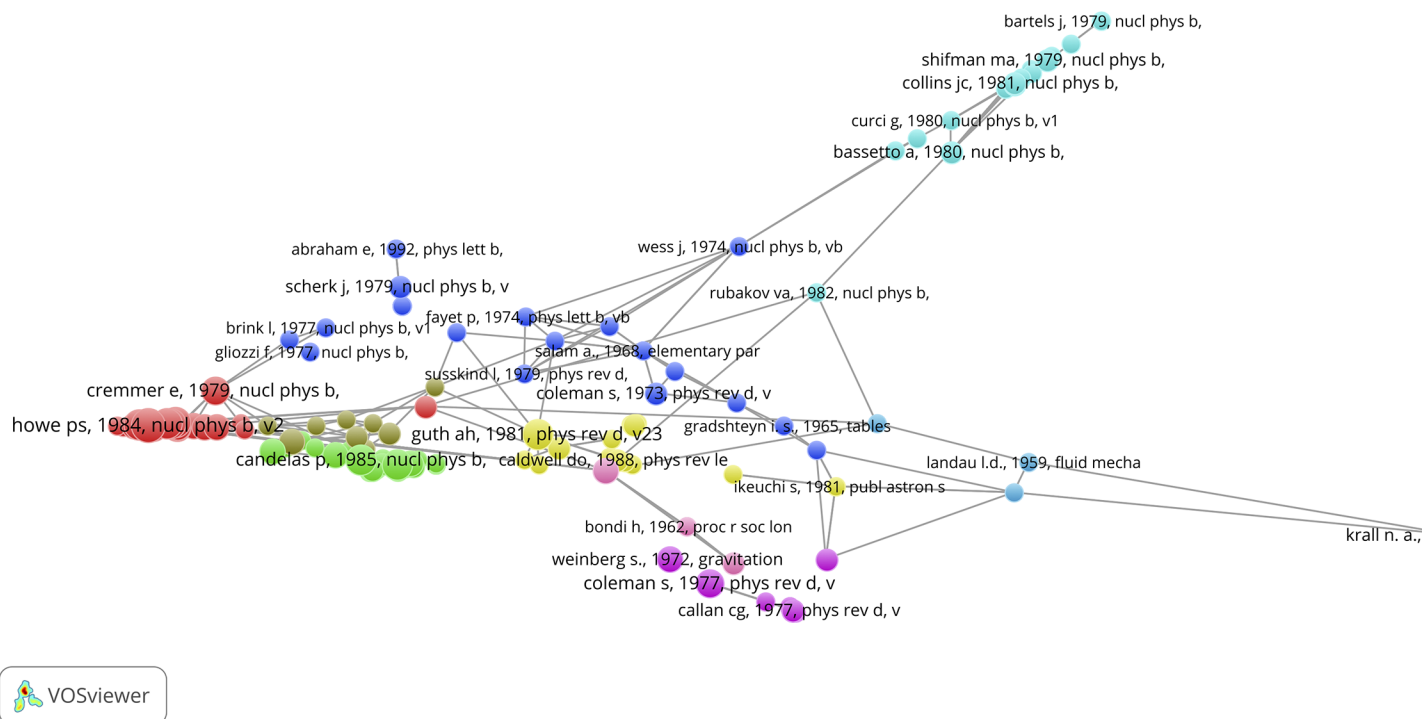 bartels j, 1979, nucl phys b,
shifman ma, 1979, nucl phys b,
collins jc, 1981, nucl phys b,
curci g, 1980, nucl phys b, v1
bassetto a, 1980, nucl phys b,
abraham e, 1992, phys lett b,
wess j, 1974, nucl phys b, vb
scherk j, 1979, nucl phys b, v
rubakov va, 1982, nucl phys b,
fayet p, 1974, phys lett b, vb
brink l, 1977, nucl phys b, v1
gliozzi f, 1977, nucl phys b,
salam a., 1968, elementary par
susskind l, 1979, phys rev d,
cremmer e, 1979, nucl phys b,
coleman s, 1973, phys rev d, v
howe ps, 1984, nucl phys b, v2
gradshteyn i. s., 1965, tables
guth ah, 1981, phys rev d, v23
candelas p, 1985, nucl phys b,
caldwell do, 1988, phys rev le
landau l.d., 1959, fluid mecha
ikeuchi s, 1981, publ astron s
bondi h, 1962, proc r soc lon
krall n. a.,
weinberg s., 1972, gravitation
coleman s, 1977, phys rev d, v
callan cg, 1977, phys rev d, v
VOSviewer